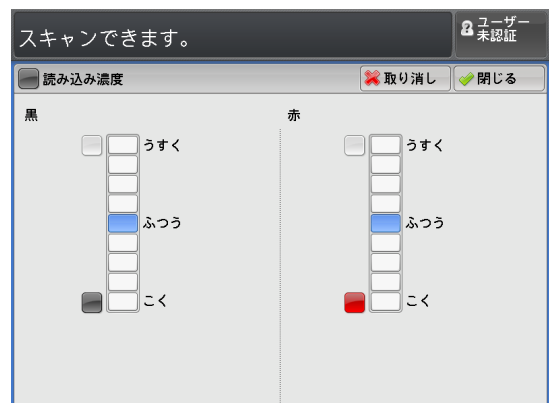 スキャンできます。
ユーザー
未認証
読み込み濃度
取り消し
閉じる
黒
赤
うすく
うすく
ふつう
ふつう
こく
こく